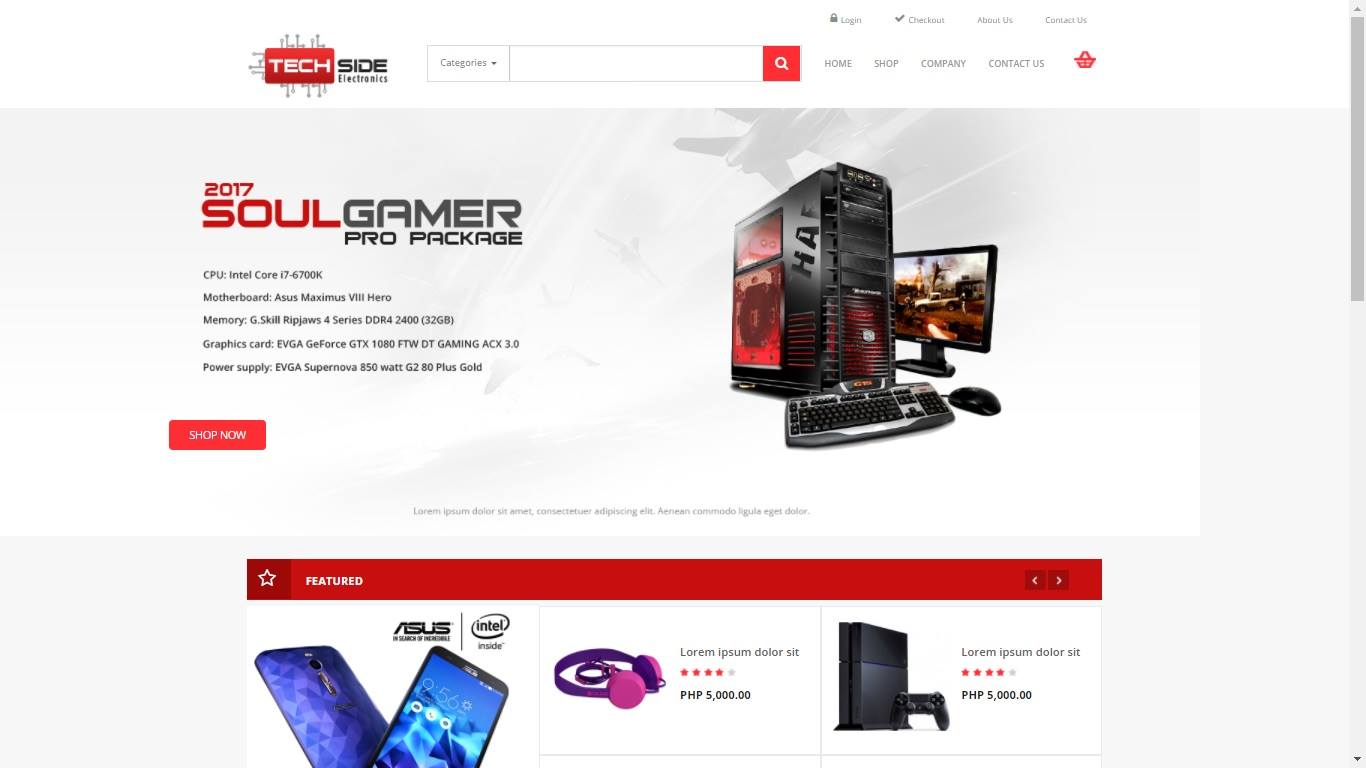 Login
Checkout
About Us
Contact Us
TECH SIDE
Electronics
Categories
HOME
SHOP
COMPANY
CONTACT US
2017
SOULGAMER
PRO PACKAGE
CPU: Intel Core i7-6700K
Motherboard: Asus Maximus VIII Hero
Memory: G.Skill Ripjaws 4 Series DDR4 2400 (32GB)
Graphics card: EVGA GeForce GTX 1080 FTW DT GAMING ACX 3.0
Power supply: EVGA Supernova 850 watt G2 80 Plus Gold
HAF
G15
SHOP NOW
Lorem ipsum dolor sit amet, consectetuer adipiscing elit. Aenean commodo ligula eget dolor.
FEATURED
ASUS
IN SEARCH OF INCREDIBLE
intel
inside™
9:56
Lorem ipsum dolor sit
PHP 5,000.00
Lorem ipsum dolor sit
PHP 5,000.00